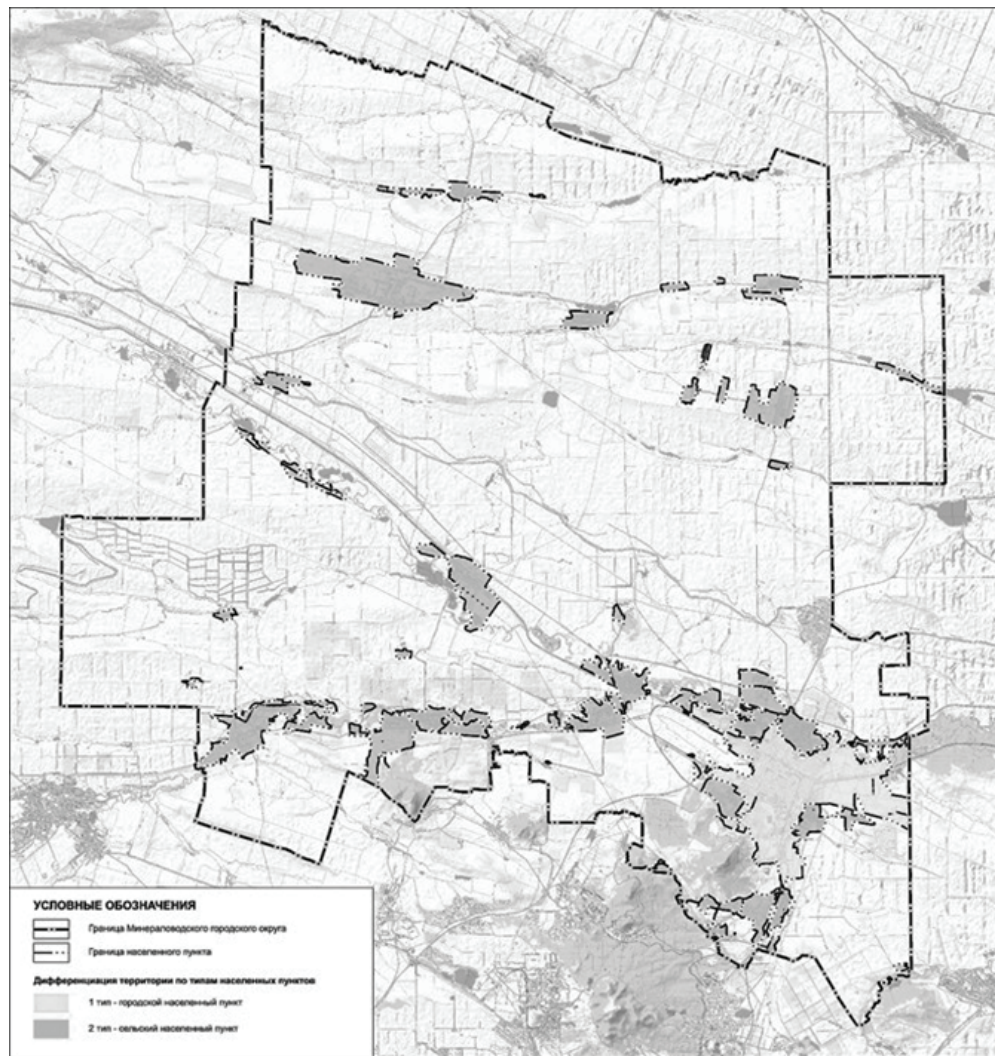 УСЛОВНЫЕ ОБОЗНАЧЕНИЯ
Граница Минераловодского городского округа
Граница населенного пункта
Дифференциация территории по типам населенных пунктов
1 тип - городской населенный пункт
2 тип - сельский населенный пункт